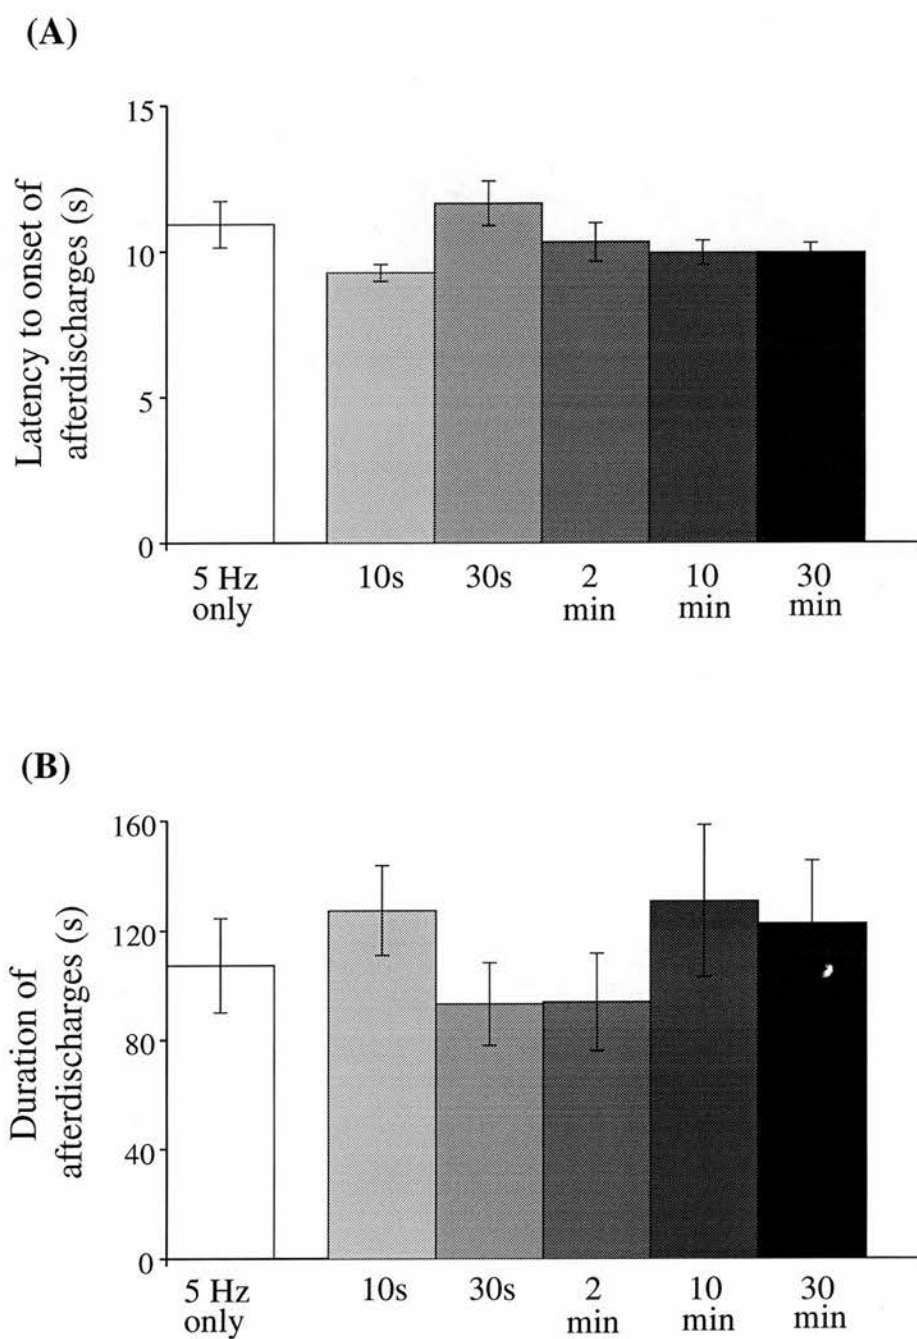 (A)
Latency to onset of
afterdischarges (s)
15
10
5
0
5 Hz
only
10s
30s
2
min
10
min
30
min
(B)
Duration of
afterdischarges (s)
160
120
80
40
0
5 Hz
only
10s
30s
2
min
10
min
30
min